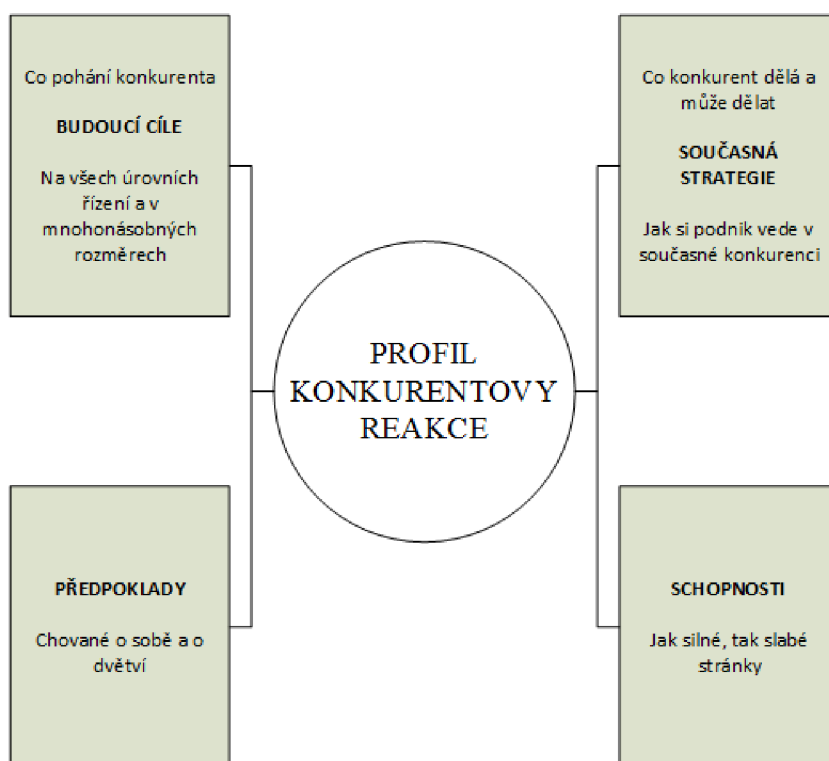 Co pohání konkurenta
BUDOUCÍ CÍLE
Na všech úrovních
řízení a v
mnohonásobných
rozměrech
Co konkurent dělá a
může dělat
SOUČASNÁ
STRATEGIE
Jak si podnik vede v
současné konkurenci
PROFIL
KONKURENTOVY
REAKCE
PŘEDPOKLADY
Chované o sobě a o
dvětví
SCHOPNOSTI
Jak silné, tak slabé
stránky